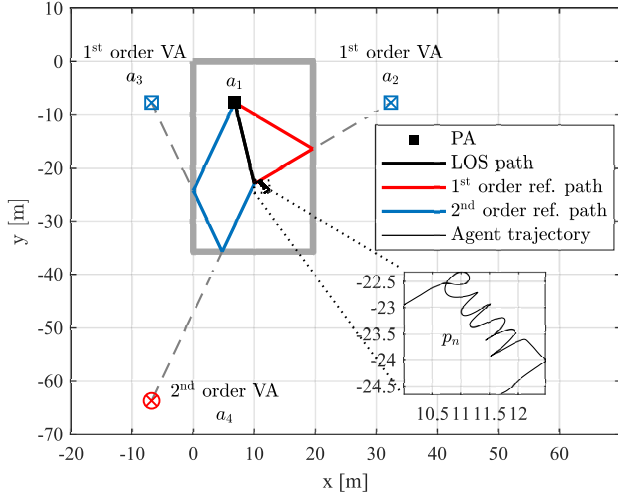 10
0
-10
-20
-30
-40
-50
-60
-70
y [m]
-20 -10 0 10 20 30 40 50 60
x [m]
1st order VA
a3
a1
1st order VA
a2
PA
LOS path
1st order ref. path
2nd order ref. path
Agent trajectory
-22.5
-23
-23.5
-24
-24.5
pn
10.5 11 11.5 12
2nd order VA
a4